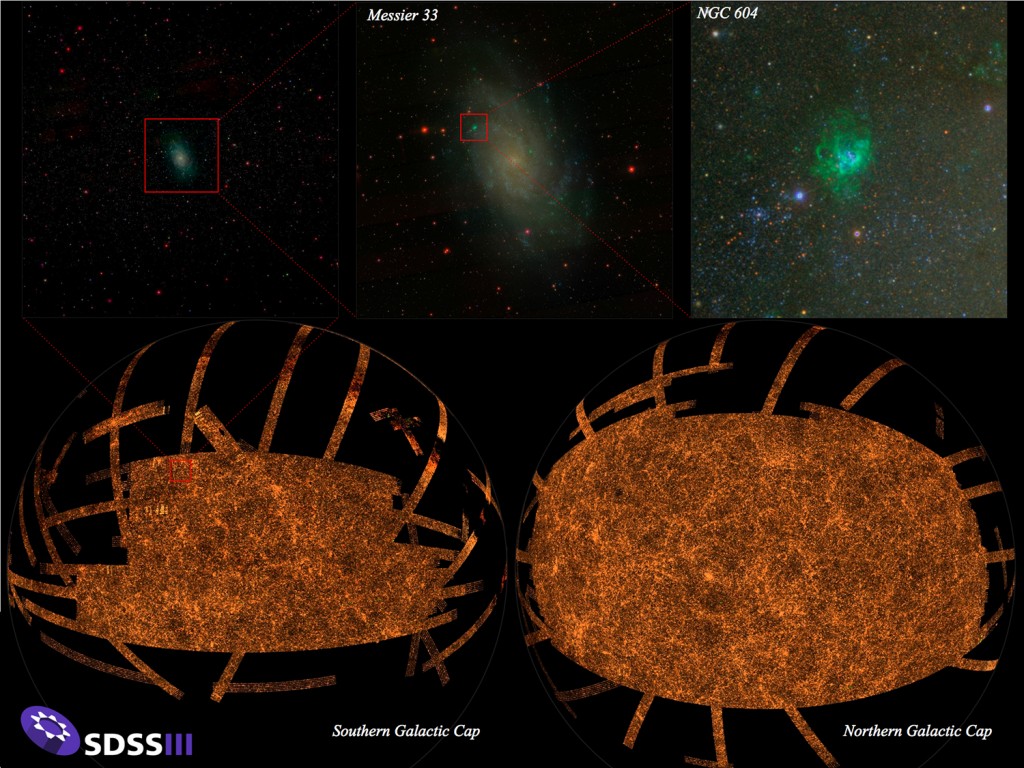 Messier 33
NGC 604
Southern Galactic Cap
Northern Galactic Cap
SDSSIII